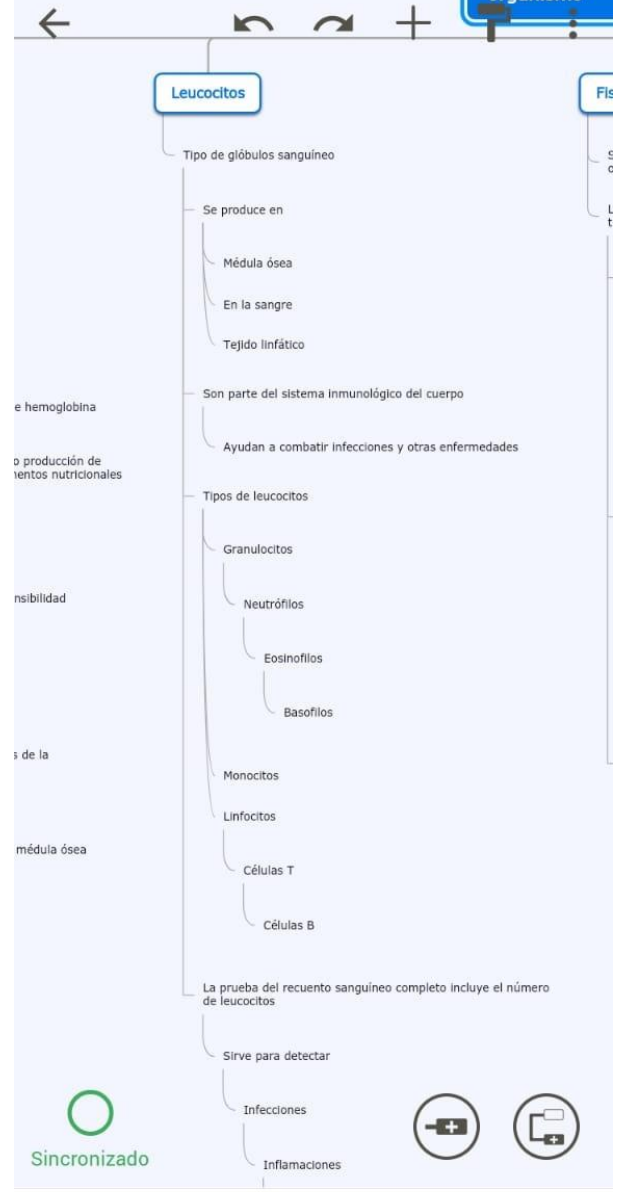 Leucocitos
Fis
Tipo de glóbulos sanguíneo
Se produce en
Médula ósea
En la sangre
Tejido linfático
Son parte del sistema inmunológico del cuerpo
e hemoglobina
Ayudan a combatir infecciones y otras enfermedades
o producción de
mentos nutricionales
Tipos de leucocitos
Granulocitos
nsibilidad
Neutrófilos
Eosinofilos
Basofilos
s de la
Monocitos
Linfocitos
médula ósea
Células T
Células B
La prueba del recuento sanguíneo completo incluye el número
de leucocitos
Sirve para detectar
Infecciones
Sincronizado
Inflamaciones